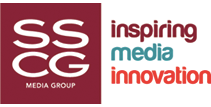 SS
CG
MEDIA GROUP
inspiring
media
innovation